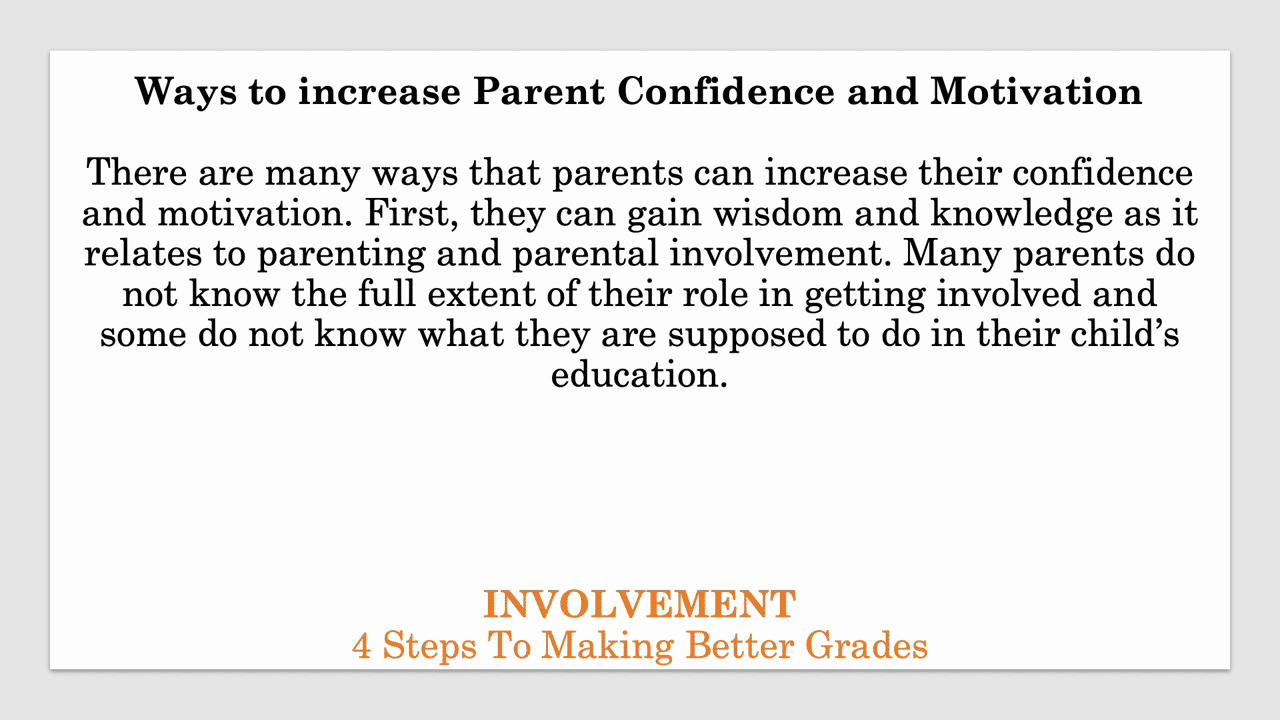 Ways to increase Parent Confidence and Motivation
There are many ways that parents can increase their confidence
and motivation. First, they can gain wisdom and knowledge as it
relates to parenting and parental involvement. Many parents do
not know the full extent of their role in getting involved and
some do not know what they are supposed to do in their child’s
education.
INVOLVEMENT
4 Steps To Making Better Grades